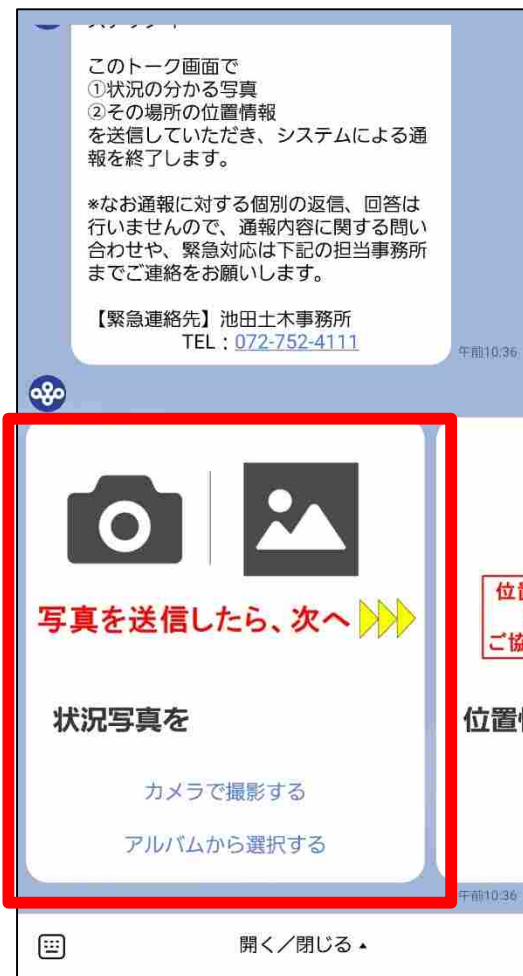 このトーク画面で
①状況の分かる写真
②その場所の位置情報
を送信していただき、システムによる通
報を終了します。
*なお通報に対する個別の返信、回答は
行いませんので、通報内容に関する問い
合わせや、緊急対応は下記の担当事務所
までご連絡をお願いします。
【緊急連絡先】池田土木事務所
TEL：072-752-4111
午前10:36
写真を送信したら、次へ
位置
ご協
状況写真を
位置情
カメラで撮影する
アルバムから選択する
午前10:36
開く／閉じる